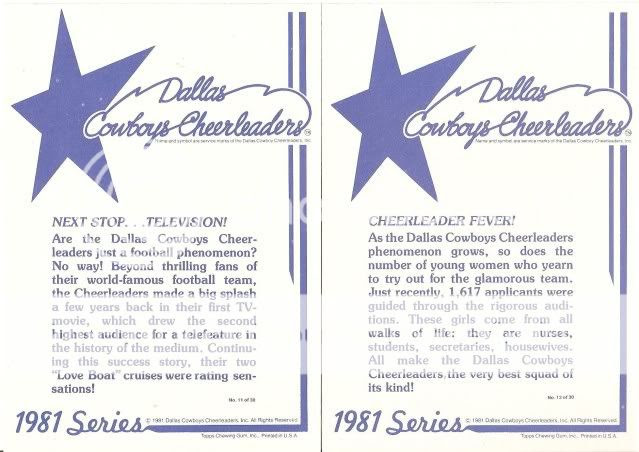 Dallas
Cowboys Cheerleaders TM
Name and symbol are service marks of the Dallas Cowboy Cheerleaders, Inc.
NEXT STOP. . .TELEVISION!
Are the Dallas Cowboys Cheer-
leaders just a football phenomenon?
No way! Beyond thrilling fans of
their world-famous football team,
the Cheerleaders made a big splash
a few years back in their first TV-
movie, which drew the second
highest audience for a telefeature in
the history of the medium. Continu-
ing this success story, their two
"Love Boat" cruises were rating sen-
sations!
No. 11 of 30
1981 Series
© 1981 Dallas Cowboys Cheerleaders, Inc. All Rights Reserved.
Topps Chewing Gum, Inc., Printed in U.S.A.
Dallas
Cowboys Cheerleaders TM
Name and symbol are service marks of the Dallas Cowboy Cheerleaders, Inc.
CHEERLEADER FEVER!
As the Dallas Cowboys Cheerleaders
phenomenon grows, so does the
number of young women who yearn
to try out for the glamorous team.
Just recently, 1,617 applicants were
guided through the rigorous audi-
tions. These girls come from all
walks of life: they are nurses,
students, secretaries, housewives.
All make the Dallas Cowboys
Cheerleaders the very best squad of
its kind!
No. 12 of 30
1981 Series
© 1981 Dallas Cowboys Cheerleaders, Inc. All Rights Reserved.
Topps Chewing Gum, Inc., Printed in U.S.A.